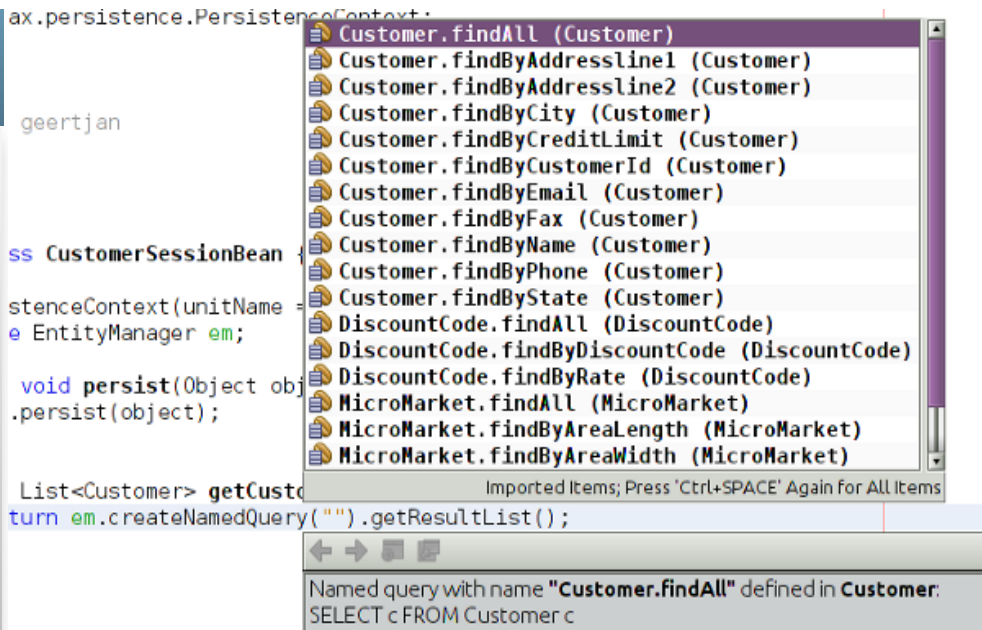 ax.persistence.PersistenceContext;
geertjan
ss CustomerSessionBean {
stenceContext(unitName =
e EntityManager em;
void persist(Object obj
.persist(object);
List<Customer> getCusto
turn em.createNamedQuery("").getResultList();
Customer.findAll (Customer)
Customer.findByAddressline1 (Customer)
Customer.findByAddressline2 (Customer)
Customer.findByCity (Customer)
Customer.findByCreditLimit (Customer)
Customer.findByCustomerId (Customer)
Customer.findByEmail (Customer)
Customer.findByFax (Customer)
Customer.findByName (Customer)
Customer.findByPhone (Customer)
Customer.findByState (Customer)
DiscountCode.findAll (DiscountCode)
DiscountCode.findByDiscountCode (DiscountCode)
DiscountCode.findByRate (DiscountCode)
MicroMarket.findAll (MicroMarket)
MicroMarket.findByAreaLength (MicroMarket)
MicroMarket.findByAreaWidth (MicroMarket)
Imported Items; Press 'Ctrl+SPACE' Again for All Items
Named query with name "Customer.findAll" defined in Customer:
SELECT c FROM Customer c